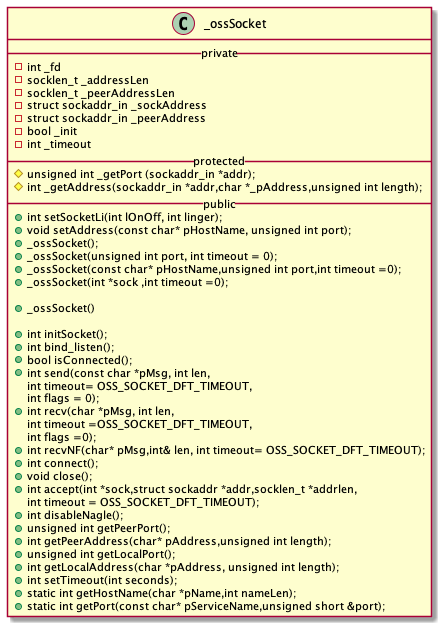 C _ossSocket
private
int _fd
socklen_t _addressLen
socklen_t _peerAddressLen
struct sockaddr_in _sockAddress
struct sockaddr_in _peerAddress
bool _init
int _timeout
protected
unsigned int _getPort (sockaddr_in *addr);
int _getAddress(sockaddr_in *addr,char *_pAddress,unsigned int length);
public
int setSocketLi(int lOnOff, int linger);
void setAddress(const char* pHostName, unsigned int port);
_ossSocket();
_ossSocket(unsigned int port, int timeout = 0);
_ossSocket(const char* pHostName,unsigned int port,int timeout =0);
_ossSocket(int *sock ,int timeout =0);
_ossSocket()
int initSocket();
int bind_listen();
bool isConnected();
int send(const char *pMsg, int len,
int timeout= OSS_SOCKET_DFT_TIMEOUT,
int flags = 0);
int recv(char *pMsg, int len,
int timeout =OSS_SOCKET_DFT_TIMEOUT,
int flags =0);
int recvNF(char* pMsg,int& len, int timeout= OSS_SOCKET_DFT_TIMEOUT);
int connect();
void close();
int accept(int *sock,struct sockaddr *addr,socklen_t *addrlen,
int timeout = OSS_SOCKET_DFT_TIMEOUT);
int disableNagle();
unsigned int getPeerPort();
int getPeerAddress(char* pAddress,unsigned int length);
unsigned int getLocalPort();
int getLocalAddress(char *pAddress, unsigned int length);
int setTimeout(int seconds);
static int getHostName(char *pName,int nameLen);
static int getPort(const char *pServiceName,unsigned short &port);